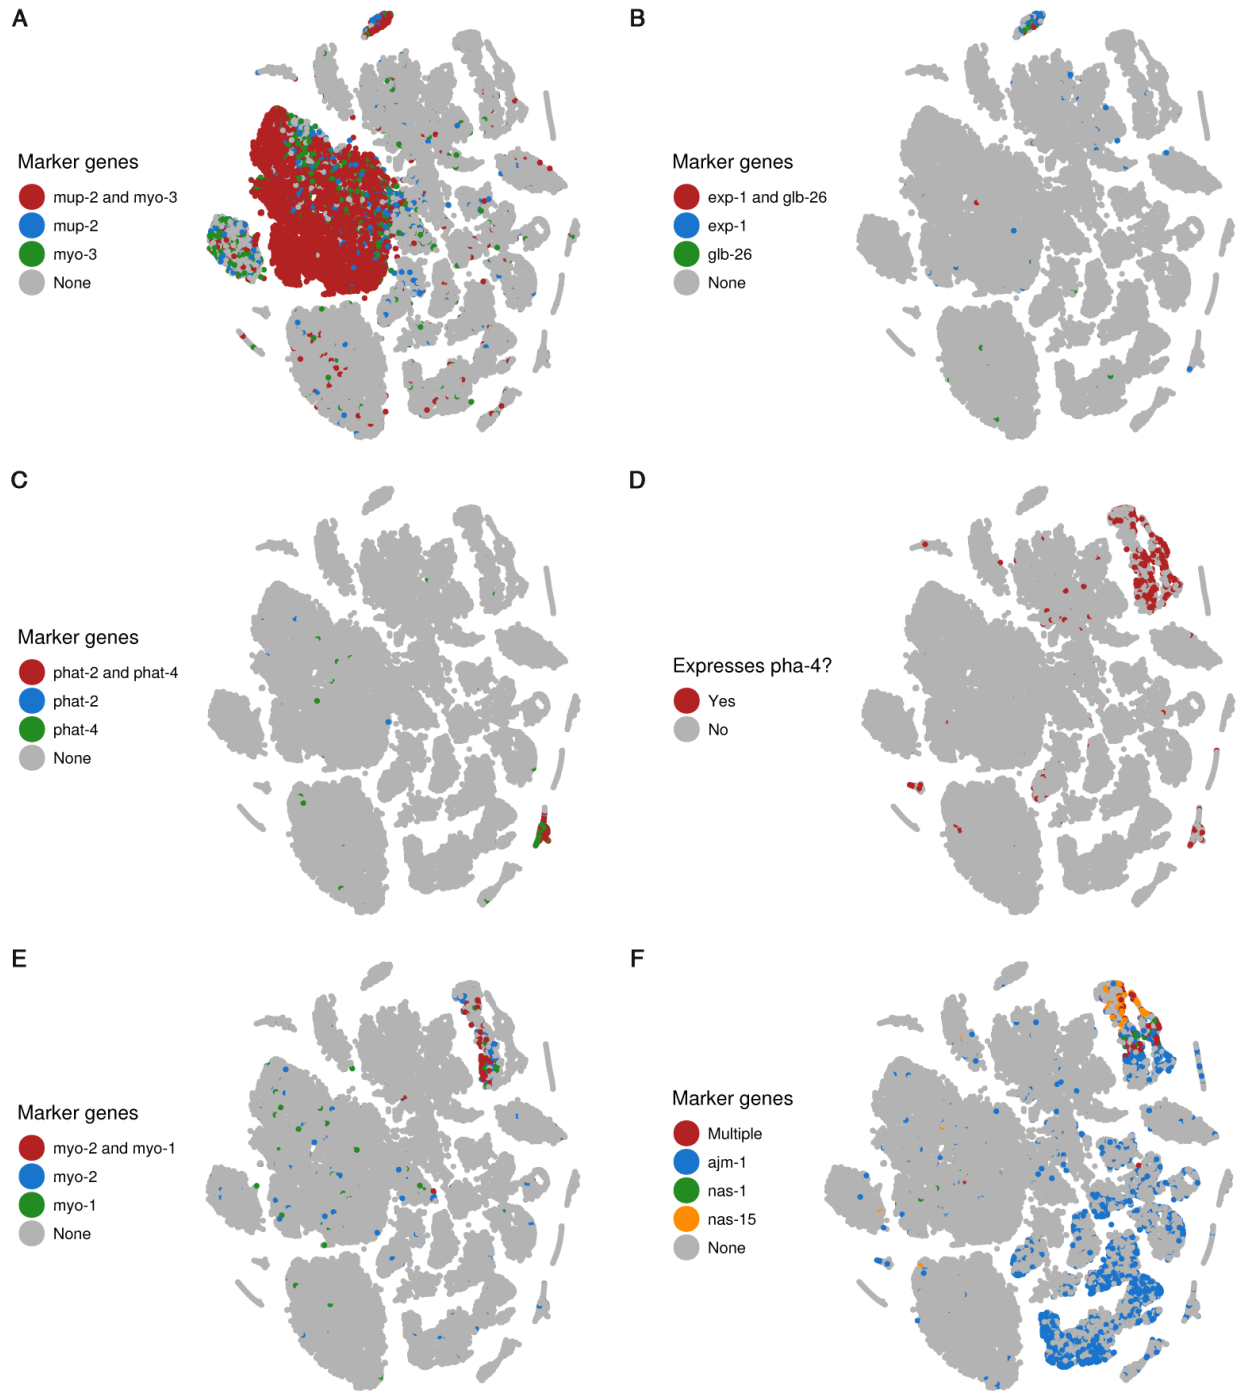 A
Marker genes
mup-2 and myo-3
mup-2
myo-3
None
B
Marker genes
exp-1 and glb-26
exp-1
glb-26
None
C
Marker genes
phat-2 and phat-4
phat-2
phat-4
None
D
Expresses pha-4?
Yes
No
E
Marker genes
myo-2 and myo-1
myo-2
myo-1
None
F
Marker genes
Multiple
ajm-1
nas-1
nas-15
None